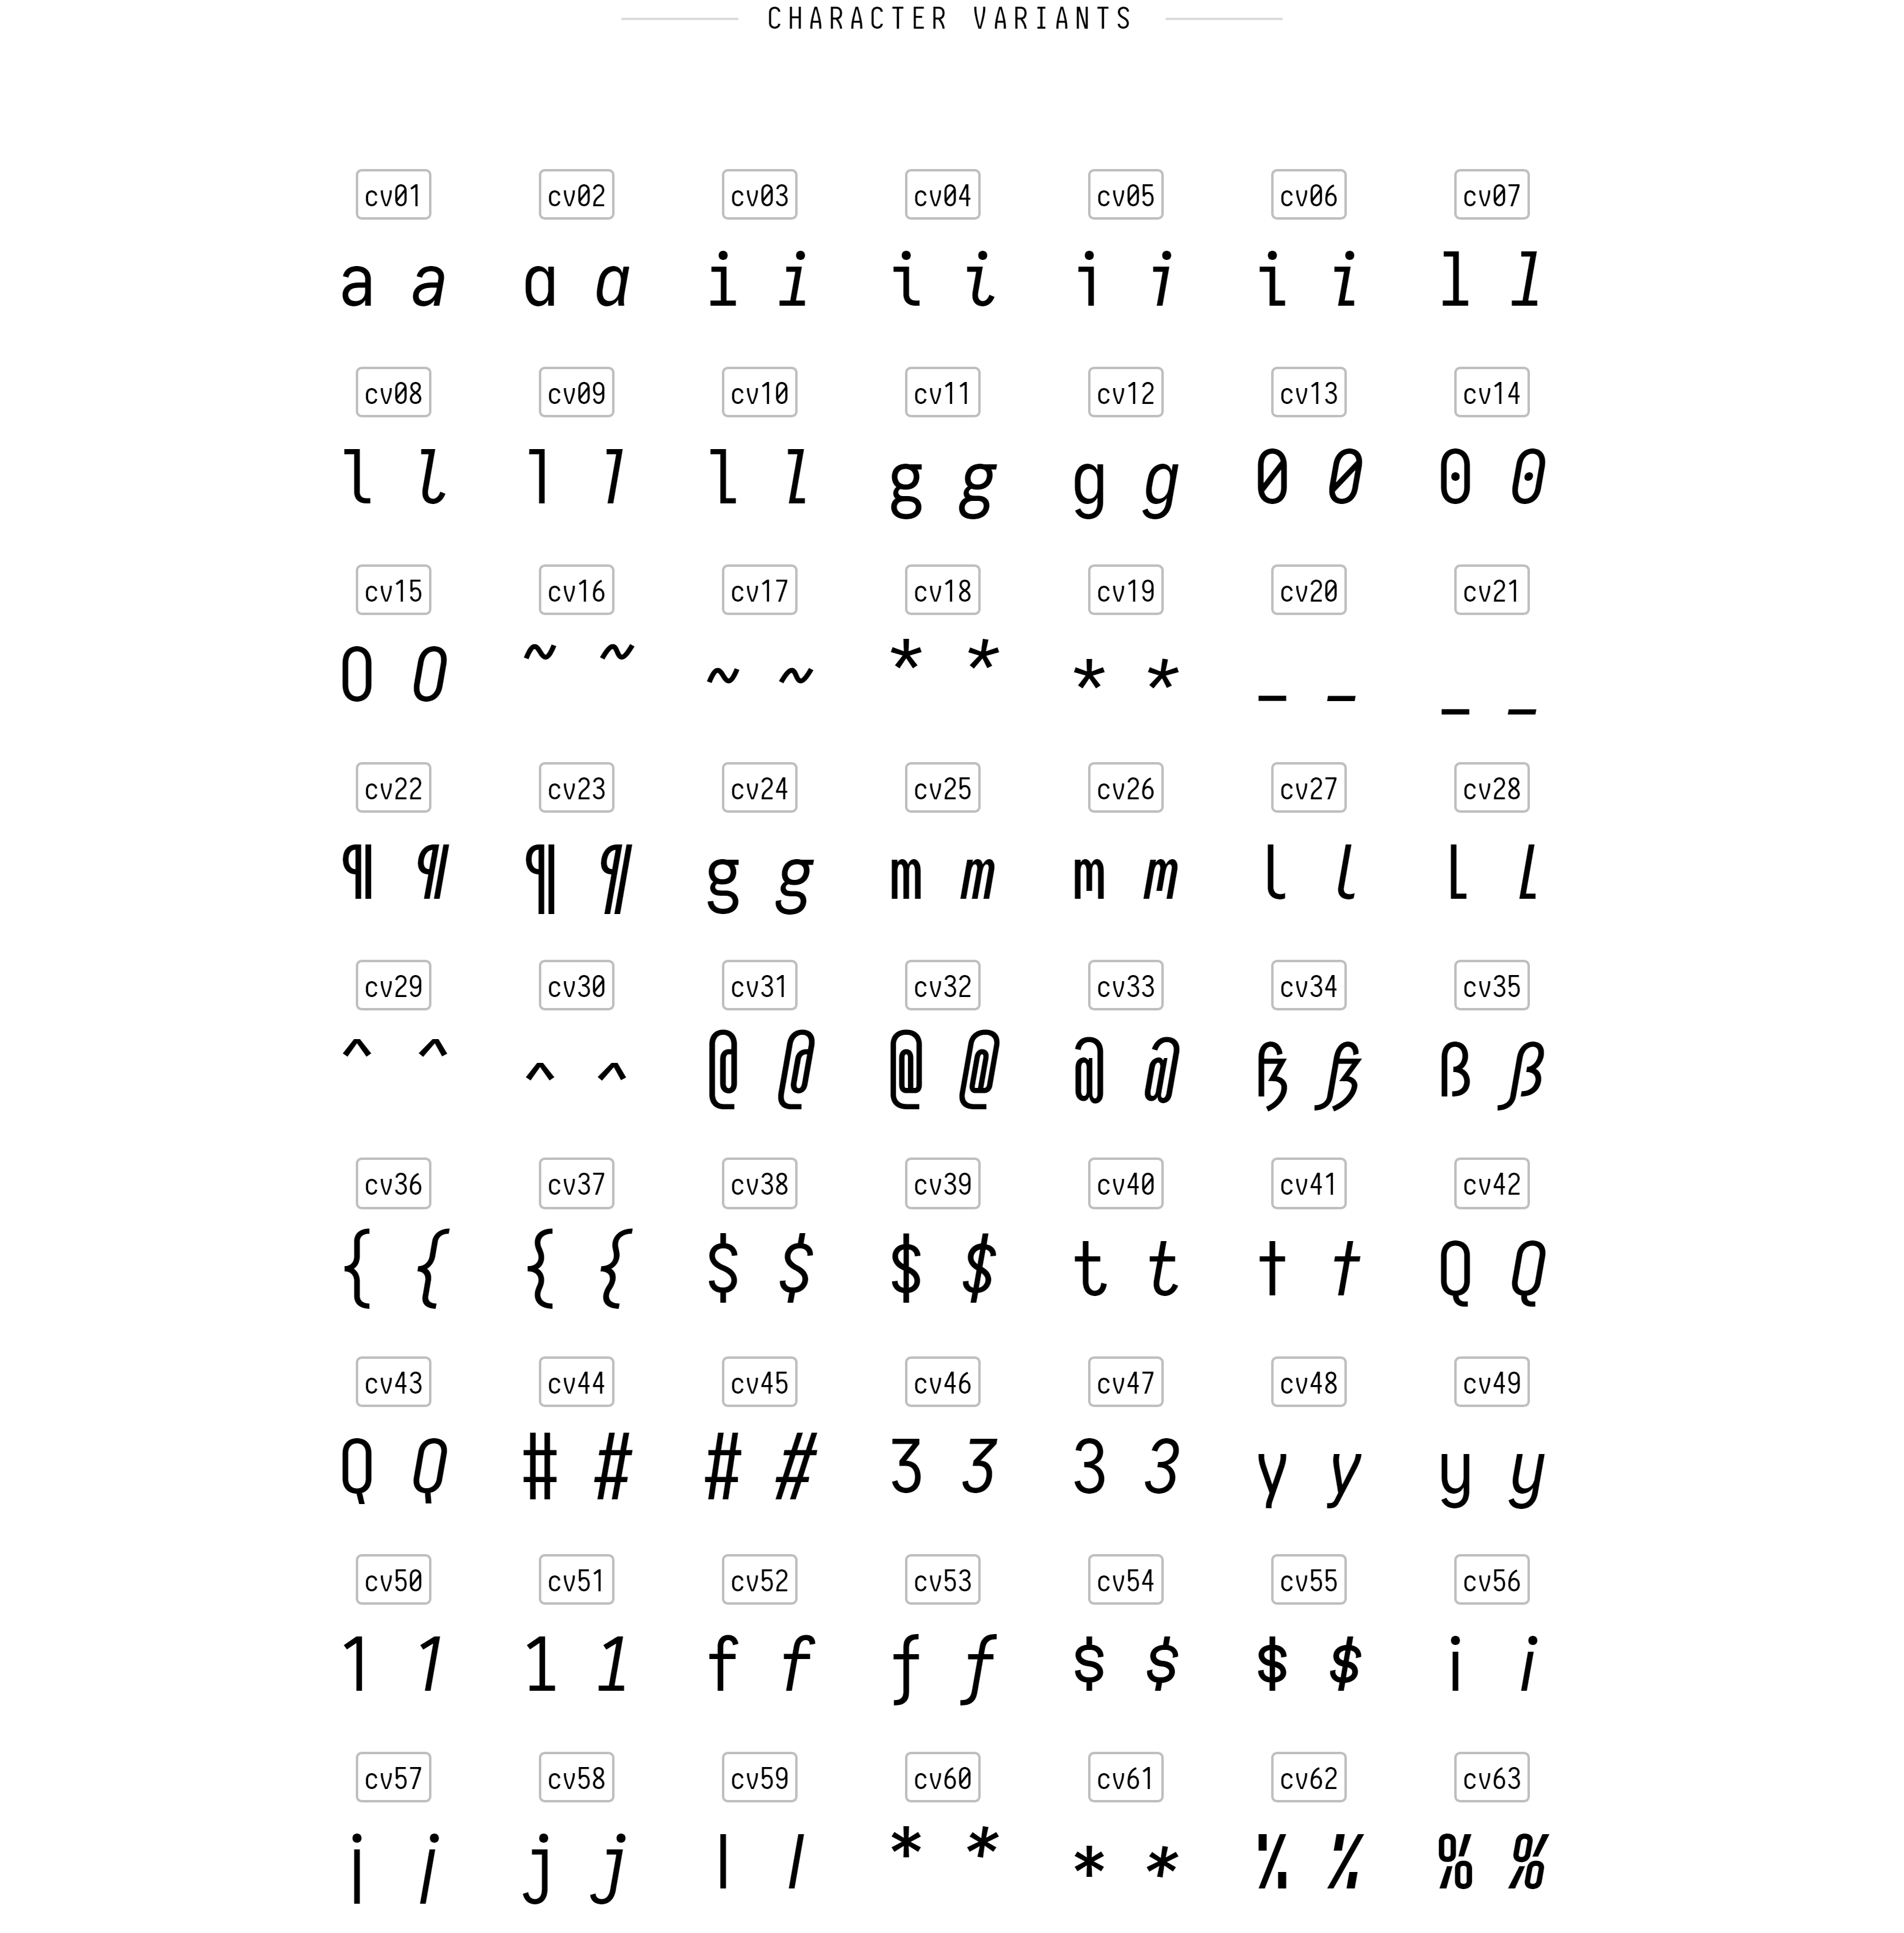 CHARACTER VARIANTS
cv01 cv02 cv03 cv04 cv05 cv06 cv07
a a a a i i i i i i i i l l
cv08 cv09 cv10 cv11 cv12 cv13 cv14
l l l l l l g g g g 0 0 0 0
cv15 cv16 cv17 cv18 cv19 cv20 cv21
0 0 ~ ~ ~ ~ * * * * _ _ _ _
cv22 cv23 cv24 cv25 cv26 cv27 cv28
¶ ¶ ¶ ¶ g g m m m m l l l l
cv29 cv30 cv31 cv32 cv33 cv34 cv35
^ ^ ^ ^ @ @ @ @ @ @ ß ß ß ß
cv36 cv37 cv38 cv39 cv40 cv41 cv42
{ { { { $ $ $ $ t t t t Q Q
cv43 cv44 cv45 cv46 cv47 cv48 cv49
Q Q # # # # 3 3 3 3 y y y y
cv50 cv51 cv52 cv53 cv54 cv55 cv56
1 1 1 1 f f f f $ $ $ $ i i
cv57 cv58 cv59 cv60 cv61 cv62 cv63
j j j j l l * * * * % % % %